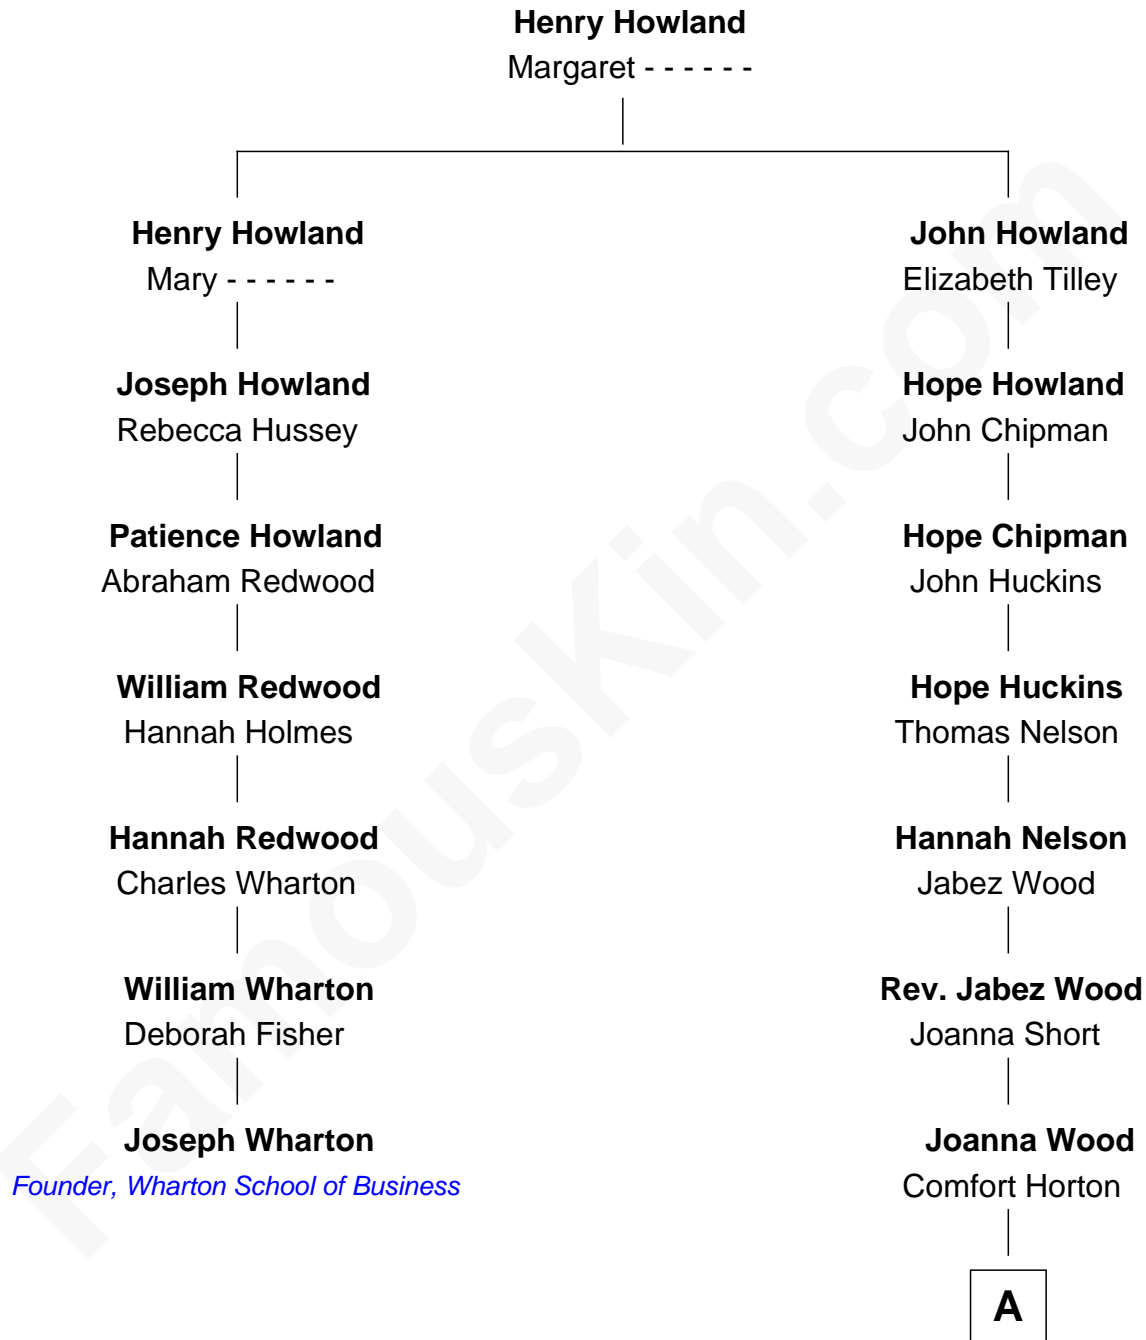 Henry Howland
Margaret - - - - - -
Henry Howland
Mary - - - - - -
John Howland
Elizabeth Tilley
Joseph Howland
Rebecca Hussey
Hope Howland
John Chipman
Patience Howland
Abraham Redwood
Hope Chipman
John Huckins
William Redwood
Hannah Holmes
Hope Huckins
Thomas Nelson
Hannah Redwood
Charles Wharton
Hannah Nelson
Jabez Wood
William Wharton
Deborah Fisher
Rev. Jabez Wood
Joanna Short
Joseph Wharton
Founder, Wharton School of Business
Joanna Wood
Comfort Horton
A
FamousKin.com